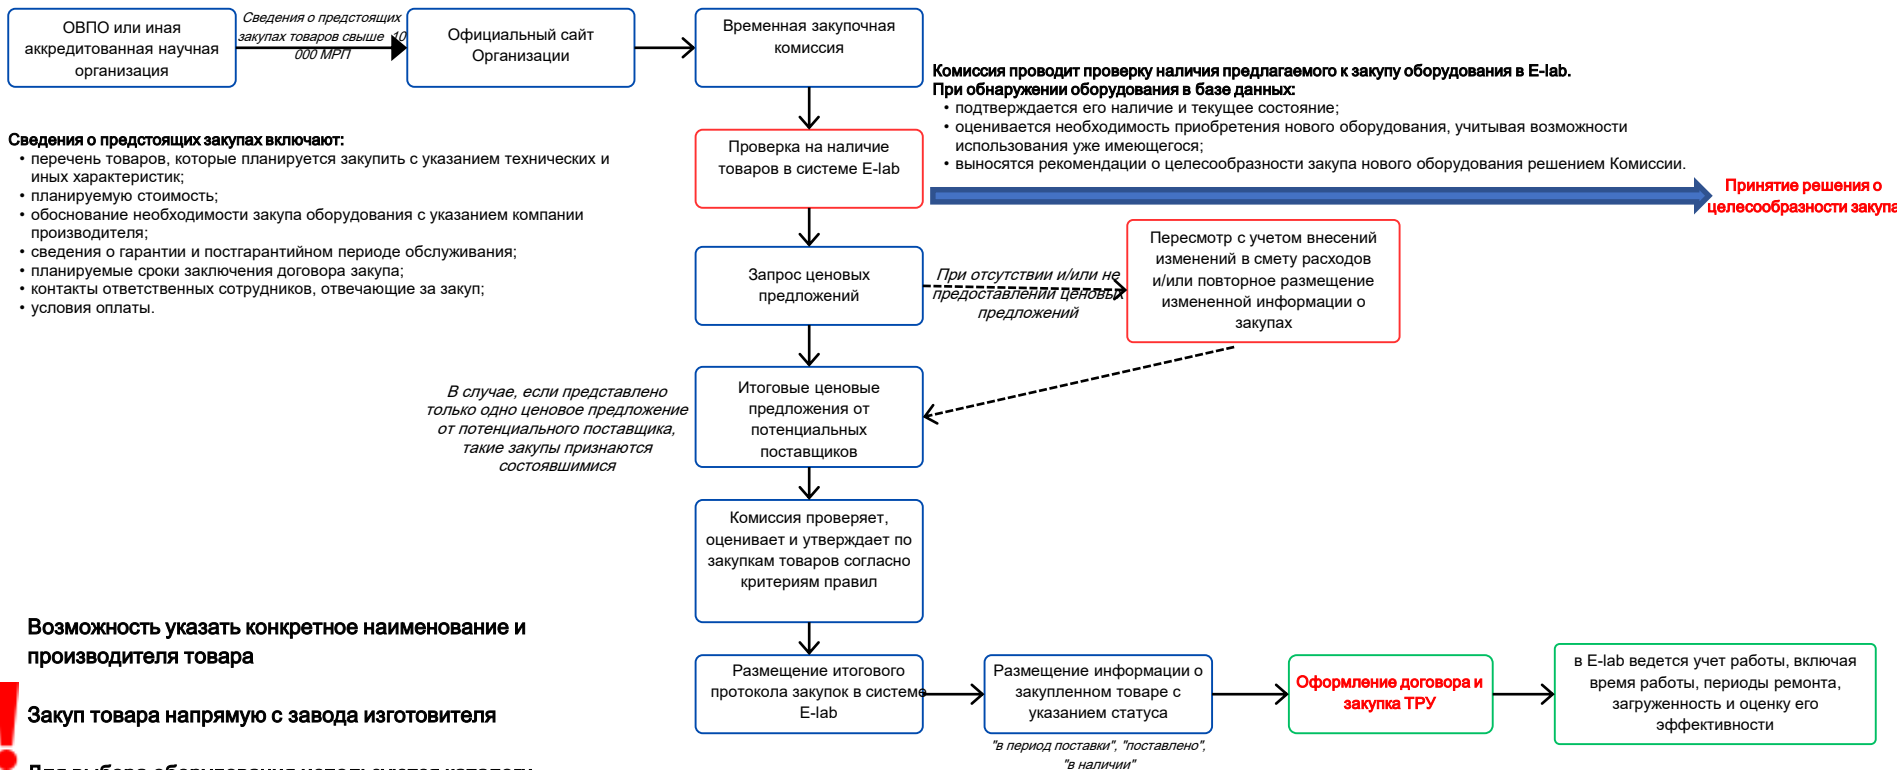 ОВПО или иная
аккредитованная научная
организация
Сведения о предстоящих
закупах товаров свыше 10
000 МРП
Официальный сайт
Организации
Временная закупочная
комиссия
Комиссия проводит проверку наличия предлагаемого к закупу оборудования в E-lab.
При обнаружении оборудования в базе данных:
• подтверждается его наличие и текущее состояние;
• оценивается необходимость приобретения нового оборудования, учитывая возможности
использования уже имеющегося;
• выносятся рекомендации о целесообразности закупа нового оборудования решением Комиссии.
Принятие решения о
целесообразности закупа
Сведения о предстоящих закупах включают:
• перечень товаров, которые планируется закупить с указанием технических и
иных характеристик;
• планируемую стоимость;
• обоснование необходимости закупа оборудования с указанием компании
производителя;
• сведения о гарантии и постгарантийном периоде обслуживания;
• планируемые сроки заключения договора закупа;
• контакты ответственных сотрудников, отвечающие за закуп;
• условия оплаты.
Проверка на наличие
товаров в системе E-lab
Запрос ценовых
предложений
При отсутствии и/или не
предоставлении ценовых
предложений
Пересмотр с учетом внесений
изменений в смету расходов
и/или повторное размещение
измененной информации о
закупах
В случае, если представлено
только одно ценовое предложение
от потенциального поставщика,
такие закупы признаются
состоявшимися
Итоговые ценовые
предложения от
потенциальных
поставщиков
Комиссия проверяет,
оценивает и утверждает по
закупкам товаров согласно
критериям правил
Возможность указать конкретное наименование и
производителя товара
Закуп товара напрямую с завода изготовителя
Для выбора оборудования используются каталоги
Размещение итогового
протокола закупок в системе
E-lab
Размещение информации о
закупленном товаре с
указанием статуса
"в период поставки", "поставлено",
"в наличии"
Оформление договора и
закупка ТРУ
в E-lab ведется учет работы, включая
время работы, периоды ремонта,
загруженность и оценку его
эффективности